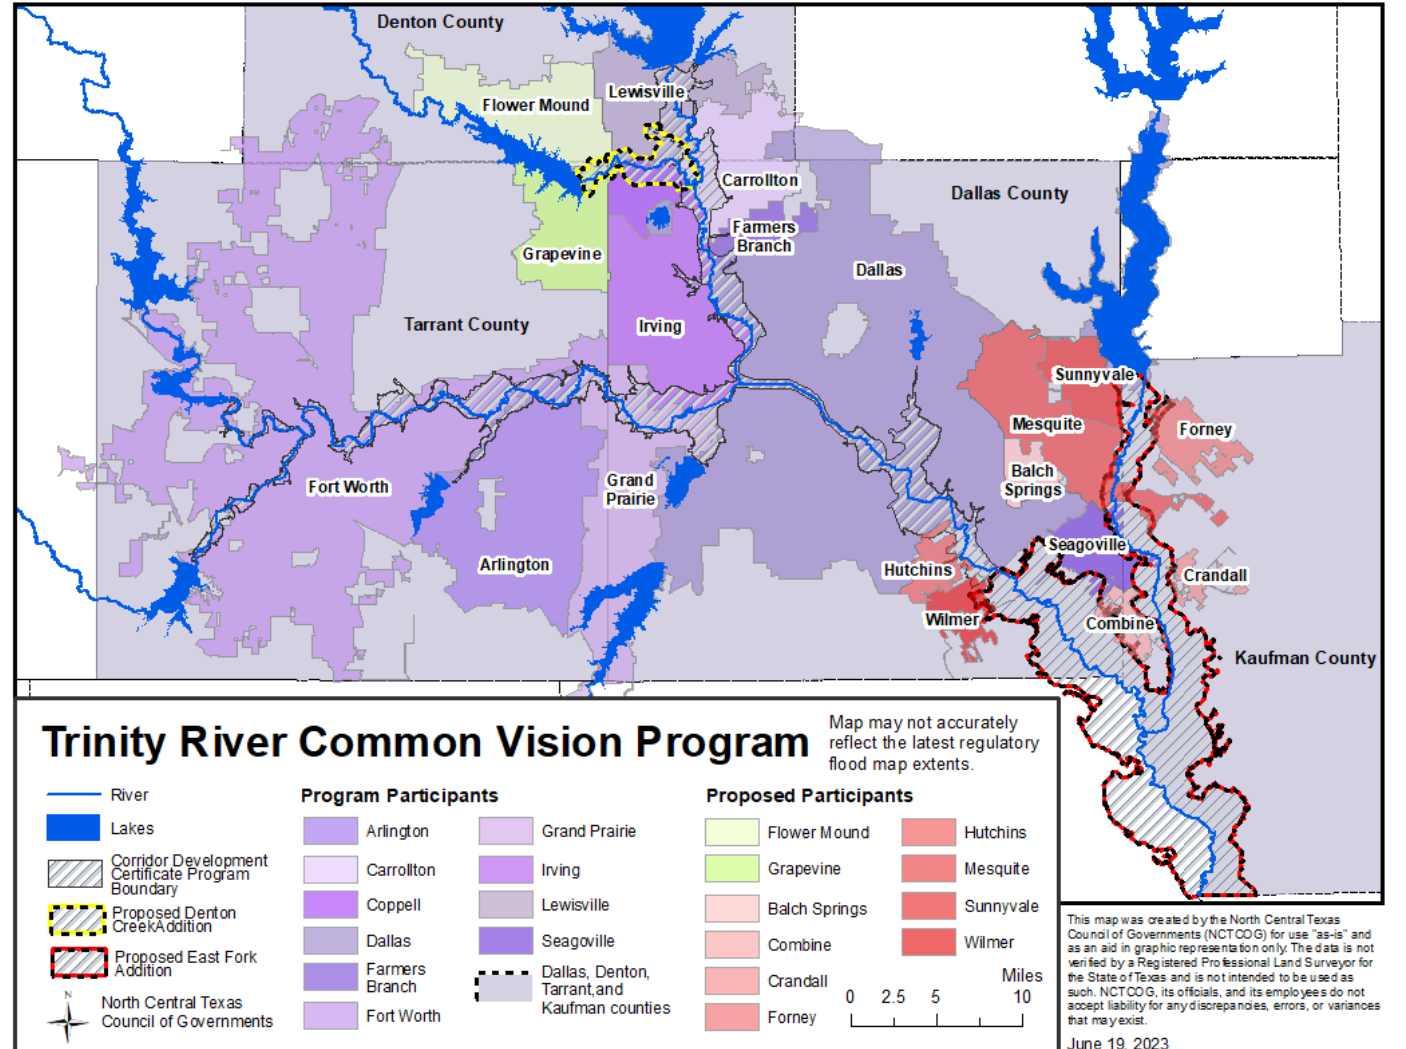 Denton County
Lewisville
Flower Mound
Carrollton
Dallas County
Farmers
Branch
Grapevine
Dallas
Tarrant County
Irving
Sunnyvale
Mesquite
Forney
Balch
Springs
Grand
Prairie
Fort Worth
Seagoville
Arlington
Hutchins
Crandall
Wilmer
Combine
Kaufman County
Trinity River Common Vision Program
Map may not accurately
reflect the latest regulatory
flood map extents.
River
Lakes
Corridor Development
Certificate Program
Boundary
Proposed Denton
CreekAddition
Proposed East Fork
Addition
N
North Central Texas
Council of Governments
Program Participants
Arlington
Carrollton
Coppell
Dallas
Farmers
Branch
Fort Worth
Grand Prairie
Irving
Lewisville
Seagoville
Dallas, Denton,
Tarrant,and
Kaufman counties
Proposed Participants
Flower Mound
Grapevine
Balch Springs
Combine
Crandall
Forney
Hutchins
Mesquite
Sunnyvale
Wilmer
Miles
0 2.5 5 10
This map was created by the North Central Texas
Council of Governments (NCTCOG) for use "as-is" and
as an aid in graphic representation only. The data is not
verified by a Registered Professional Land Surveyor for
the State of Texas and is not intended to be used as
such. NCTCOG, its officials, and its employees do not
accept liability for any discrepancies, errors, or variances
that may exist.
June 19, 2023